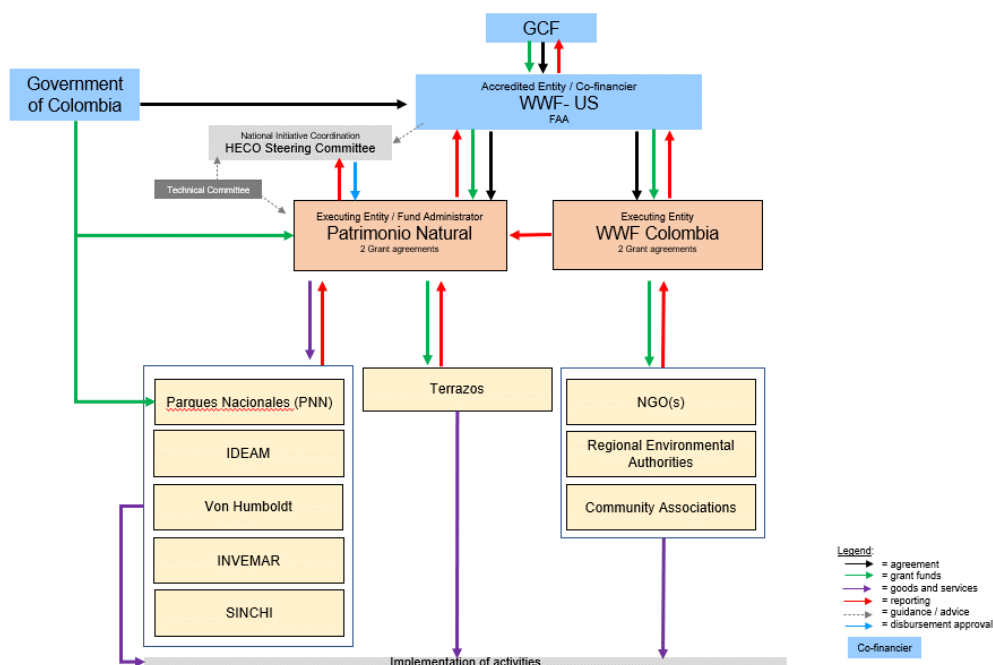 GCF
Government
of Colombia
Accredited Entity / Co-financier
WWF- US
FAA
National Initiative Coordination
HECO Steering Committee
Technical Committee
Executing Entity / Fund Administrator
Patrimonio Natural
2 Grant agreements
Executing Entity
WWF Colombia
2 Grant agreements
Parques Nacionales (PNN)
IDEAM
Von Humboldt
INVEMAR
SINCHI
Terrazos
NGO(s)
Regional Environmental
Authorities
Community Associations
Legend:
= agreement
= grant funds
= goods and services
= reporting
= guidance / advice
= disbursement approval
Co-financier
Implementation of activities